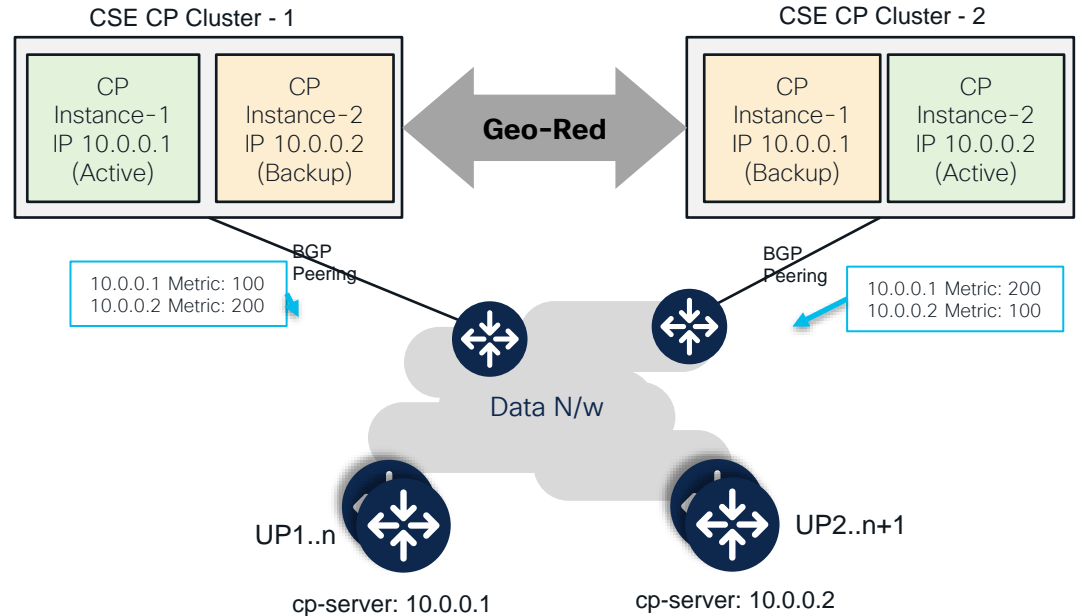 CSE CP Cluster - 1
CP
Instance-1
IP 10.0.0.1
(Active)
CP
Instance-2
IP 10.0.0.2
(Backup)
Geo-Red
CSE CP Cluster - 2
CP
Instance-1
IP 10.0.0.1
(Backup)
CP
Instance-2
IP 10.0.0.2
(Active)
BGP
Peering
10.0.0.1 Metric: 100
10.0.0.2 Metric: 200
BGP
Peering
10.0.0.1 Metric: 200
10.0.0.2 Metric: 100
Data N/w
UP1..n
cp-server: 10.0.0.1
UP2..n+1
cp-server: 10.0.0.2